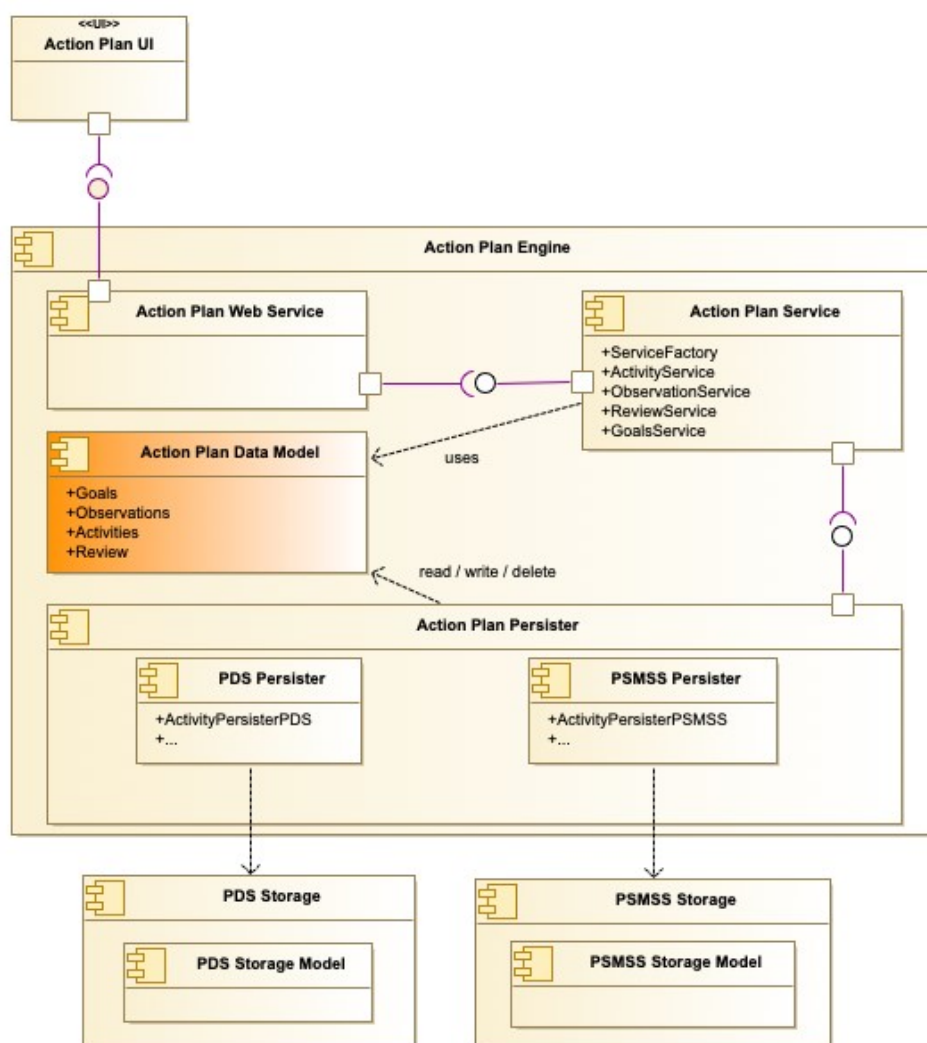 <<UI>>
Action Plan UI
Action Plan Engine
Action Plan Web Service
Action Plan Service
+ServiceFactory
+ActivityService
+ObservationService
+ReviewService
+GoalsService
Action Plan Data Model
+Goals
+Observations
+Activities
+Review
uses
read / write / delete
Action Plan Persister
PDS Persister
+ActivityPersisterPDS
+...
PSMSS Persister
+ActivityPersisterPSMSS
+...
PDS Storage
PDS Storage Model
PSMSS Storage
PSMSS Storage Model